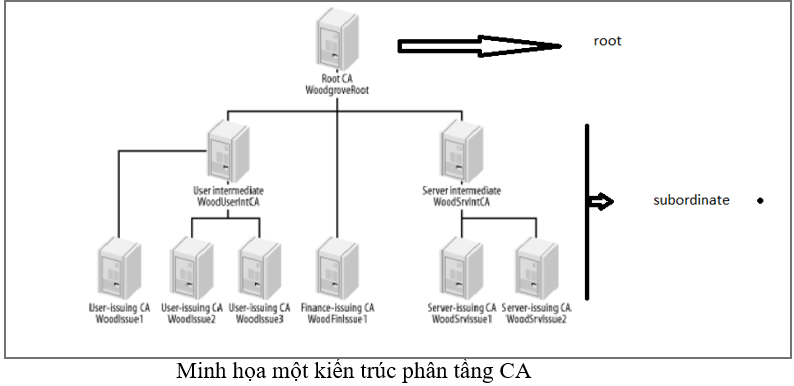 root
Root CA
WoodgroveRoot
User intermediate
WoodUserIntCA
Server intermediate
WoodSrvIntCA
subordinate
User-issuing CA
WoodIssue1
User-issuing CA
WoodIssue2
User-issuing CA
WoodIssue3
Finance-issuing CA
WoodFinIssue1
Server-issuing CA
WoodSrvIssue1
Server-issuing CA.
WoodSrvIssue2
Minh họa một kiến trúc phân tầng CA